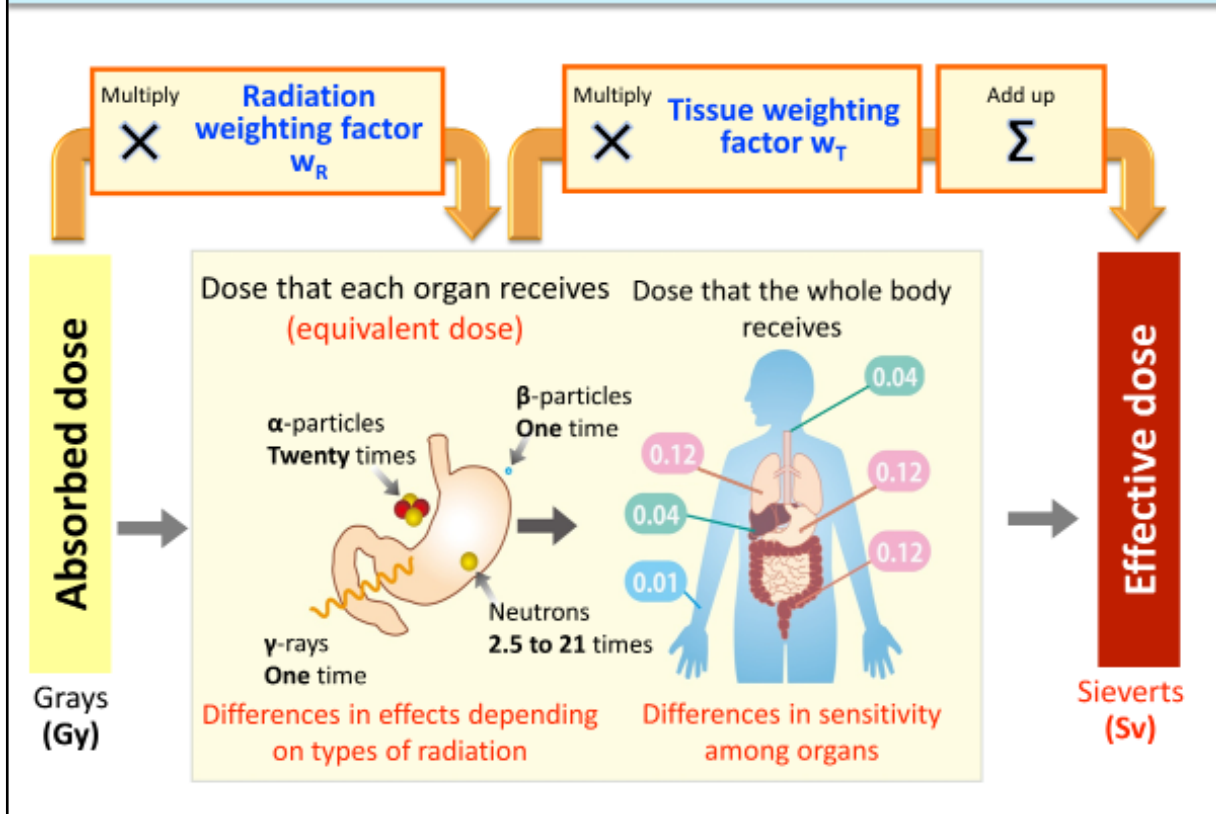 Multiply
×
Radiation
weighting factor
wR
Multiply
×
Tissue weighting
factor wT
Add up
Σ
Absorbed dose
Grays
(Gy)
Dose that each organ receives
(equivalent dose)
α-particles
Twenty times
β-particles
One time
e
Neutrons
2.5 to 21 times
γ-rays
One time
Differences in effects depending
on types of radiation
Dose that the whole body
receives
0.04
0.12
0.12
0.04
0.12
0.01
Differences in sensitivity
among organs
Effective dose
Sieverts
(Sv)